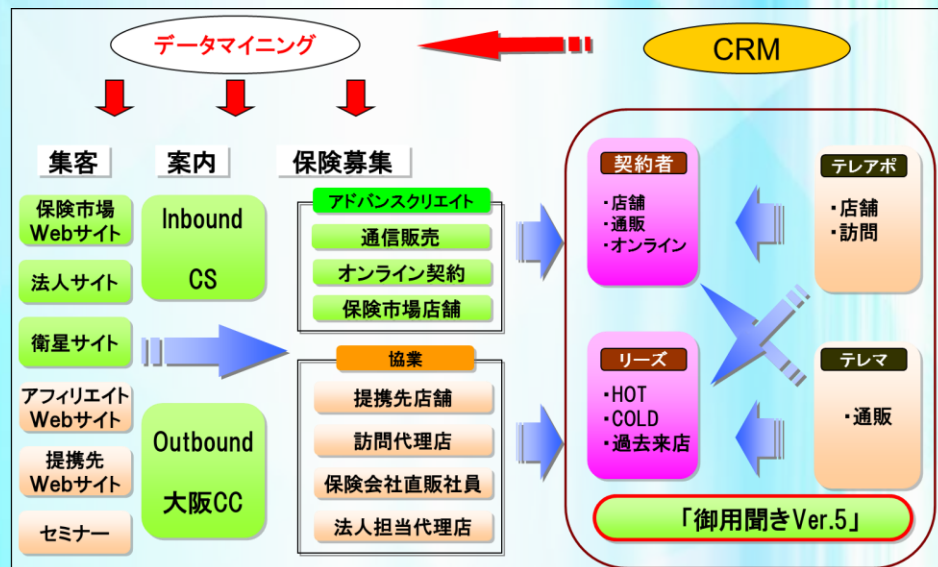 データマイニング
CRM
集客
案内
保険募集
保険市場
Webサイト
法人サイト
衛星サイト
アフィリエイト
Webサイト
提携先
Webサイト
セミナー
Inbound
CS
Outbound
大阪CC
アドバンスクリエイト
通信販売
オンライン契約
保険市場店舗
協業
提携先店舗
訪問代理店
保険会社直販社員
法人担当代理店
契約者
・店舗
・通販
・オンライン
リーズ
・HOT
・COLD
・過去来店
テレアポ
・店舗
・訪問
テレマ
・通販
「御用聞きVer.5」